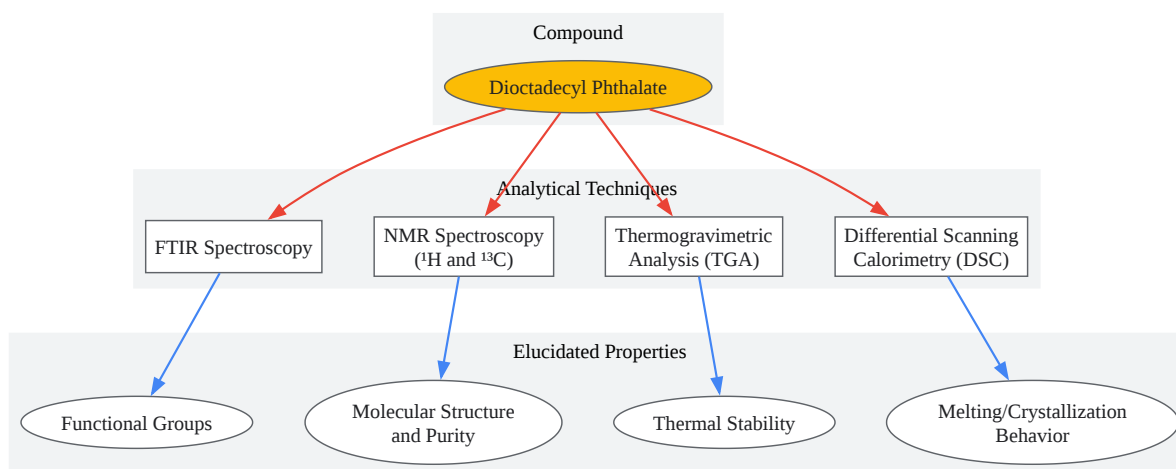 Compound
Dioctadecyl Phthalate
Analytical Techniques
FTIR Spectroscopy
NMR Spectroscopy
(¹H and ¹³C)
Thermogravimetric
Analysis (TGA)
Differential Scanning
Calorimetry (DSC)
Elucidated Properties
Functional Groups
Molecular Structure
and Purity
Thermal Stability
Melting/Crystallization
Behavior